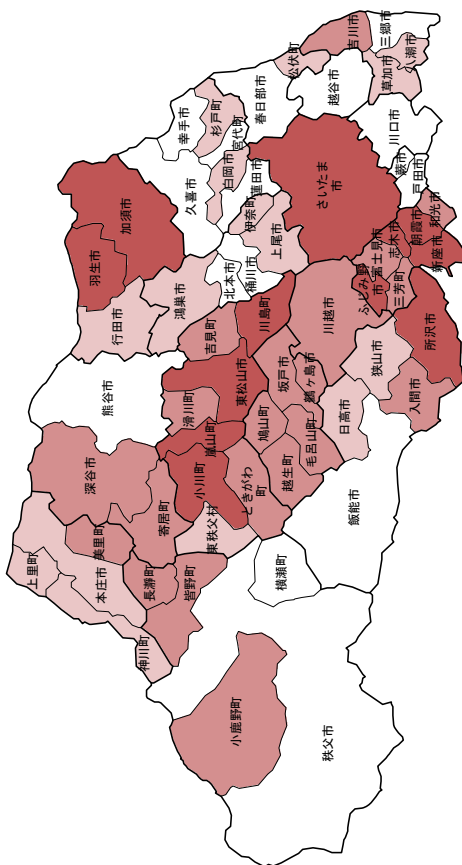 三郷市
吉川市
八潮市
松伏町
草加市
越谷市
春日部市
川口市
幸手市
杉戸町
宮代町
蕨市
戸田市
白岡市
蓮田市
久喜市
さいたま
市
伊奈町
上尾市
和光市
朝霞市
志木市
新座市
富士見市
加須市
羽生市
桶川市
北本市
鴻巣市
行田市
川島町
吉見町
川越市
ふじみ野
市
三芳町
所沢市
狭山市
入間市
熊谷市
東松山市
滑川町
坂戸市
鶴ヶ島市
日高市
鳩山町
毛呂山町
嵐山町
小川町
ときがわ
町
越生町
飯能市
深谷市
寄居町
東秩父村
美里町
上里町
本庄市
長瀞町
皆野町
横瀬町
神川町
小鹿野町
秩父市